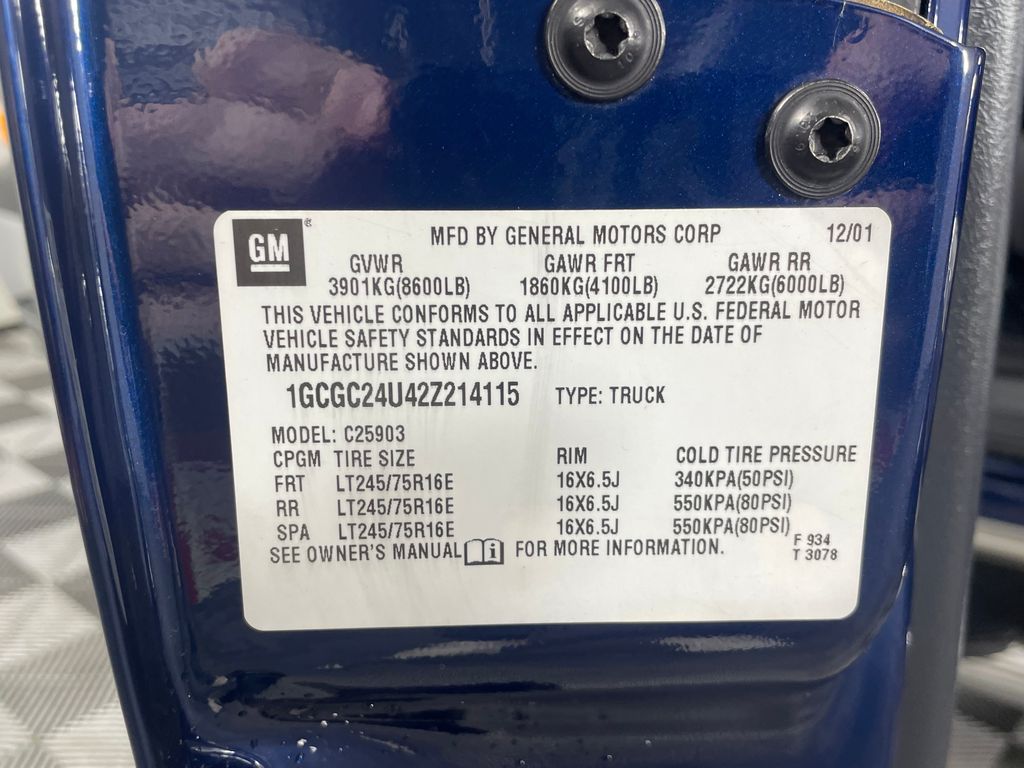 GM ®
MFD BY GENERAL MOTORS CORP 12/01
GVWR GAWR FRT GAWR RR
3901KG(8600LB) 1860KG(4100LB) 2722KG(6000LB)
THIS VEHICLE CONFORMS TO ALL APPLICABLE U.S. FEDERAL MOTOR
VEHICLE SAFETY STANDARDS IN EFFECT ON THE DATE OF
MANUFACTURE SHOWN ABOVE.
1GCGC24U42Z214115 TYPE: TRUCK
MODEL: C25903
CPGM TIRE SIZE RIM COLD TIRE PRESSURE
FRT LT245/75R16E 16X6.5J 340KPA(50PSI)
RR LT245/75R16E 16X6.5J 550KPA(80PSI)
SPA LT245/75R16E 16X6.5J 550KPA(80PSI)
SEE OWNER'S MANUAL i FOR MORE INFORMATION.
F 934
T 3078